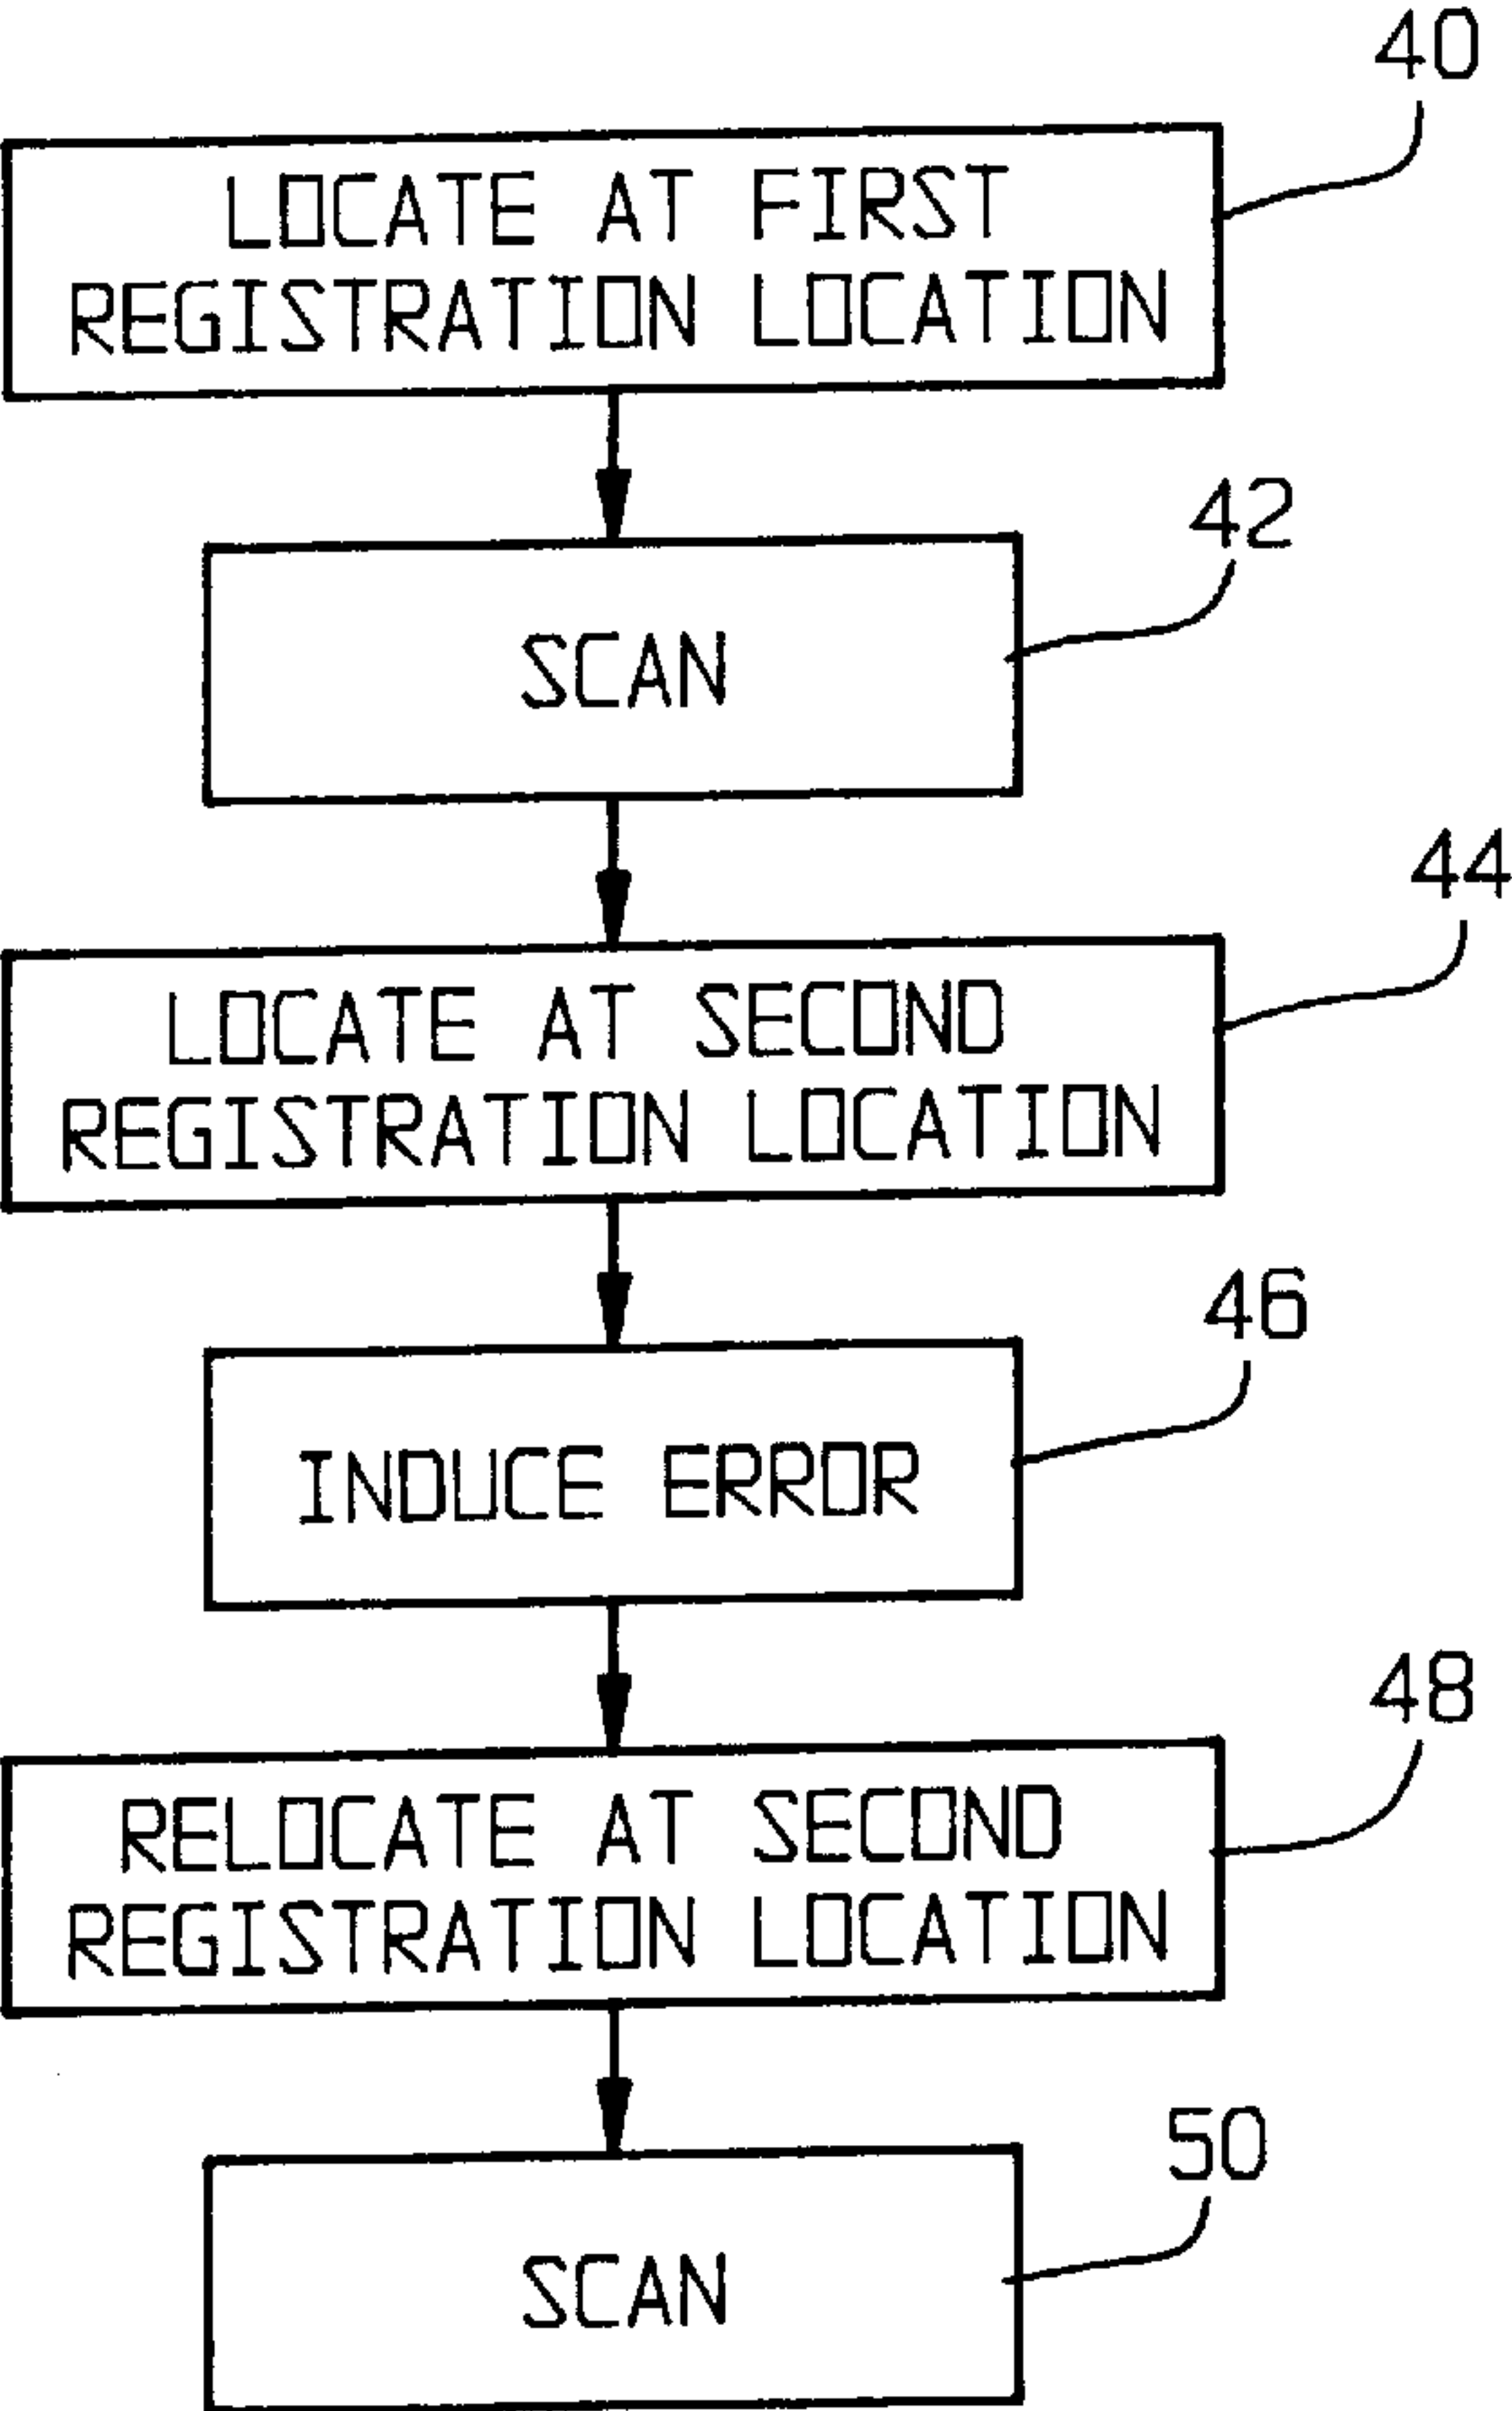 40
LOCATE AT FIRST
REGISTRATION LOCATION
42
SCAN
44
LOCATE AT SECOND
REGISTRATION LOCATION
46
INDUCE ERROR
48
RELOCATE AT SECOND
REGISTRATION LOCATION
50
SCAN